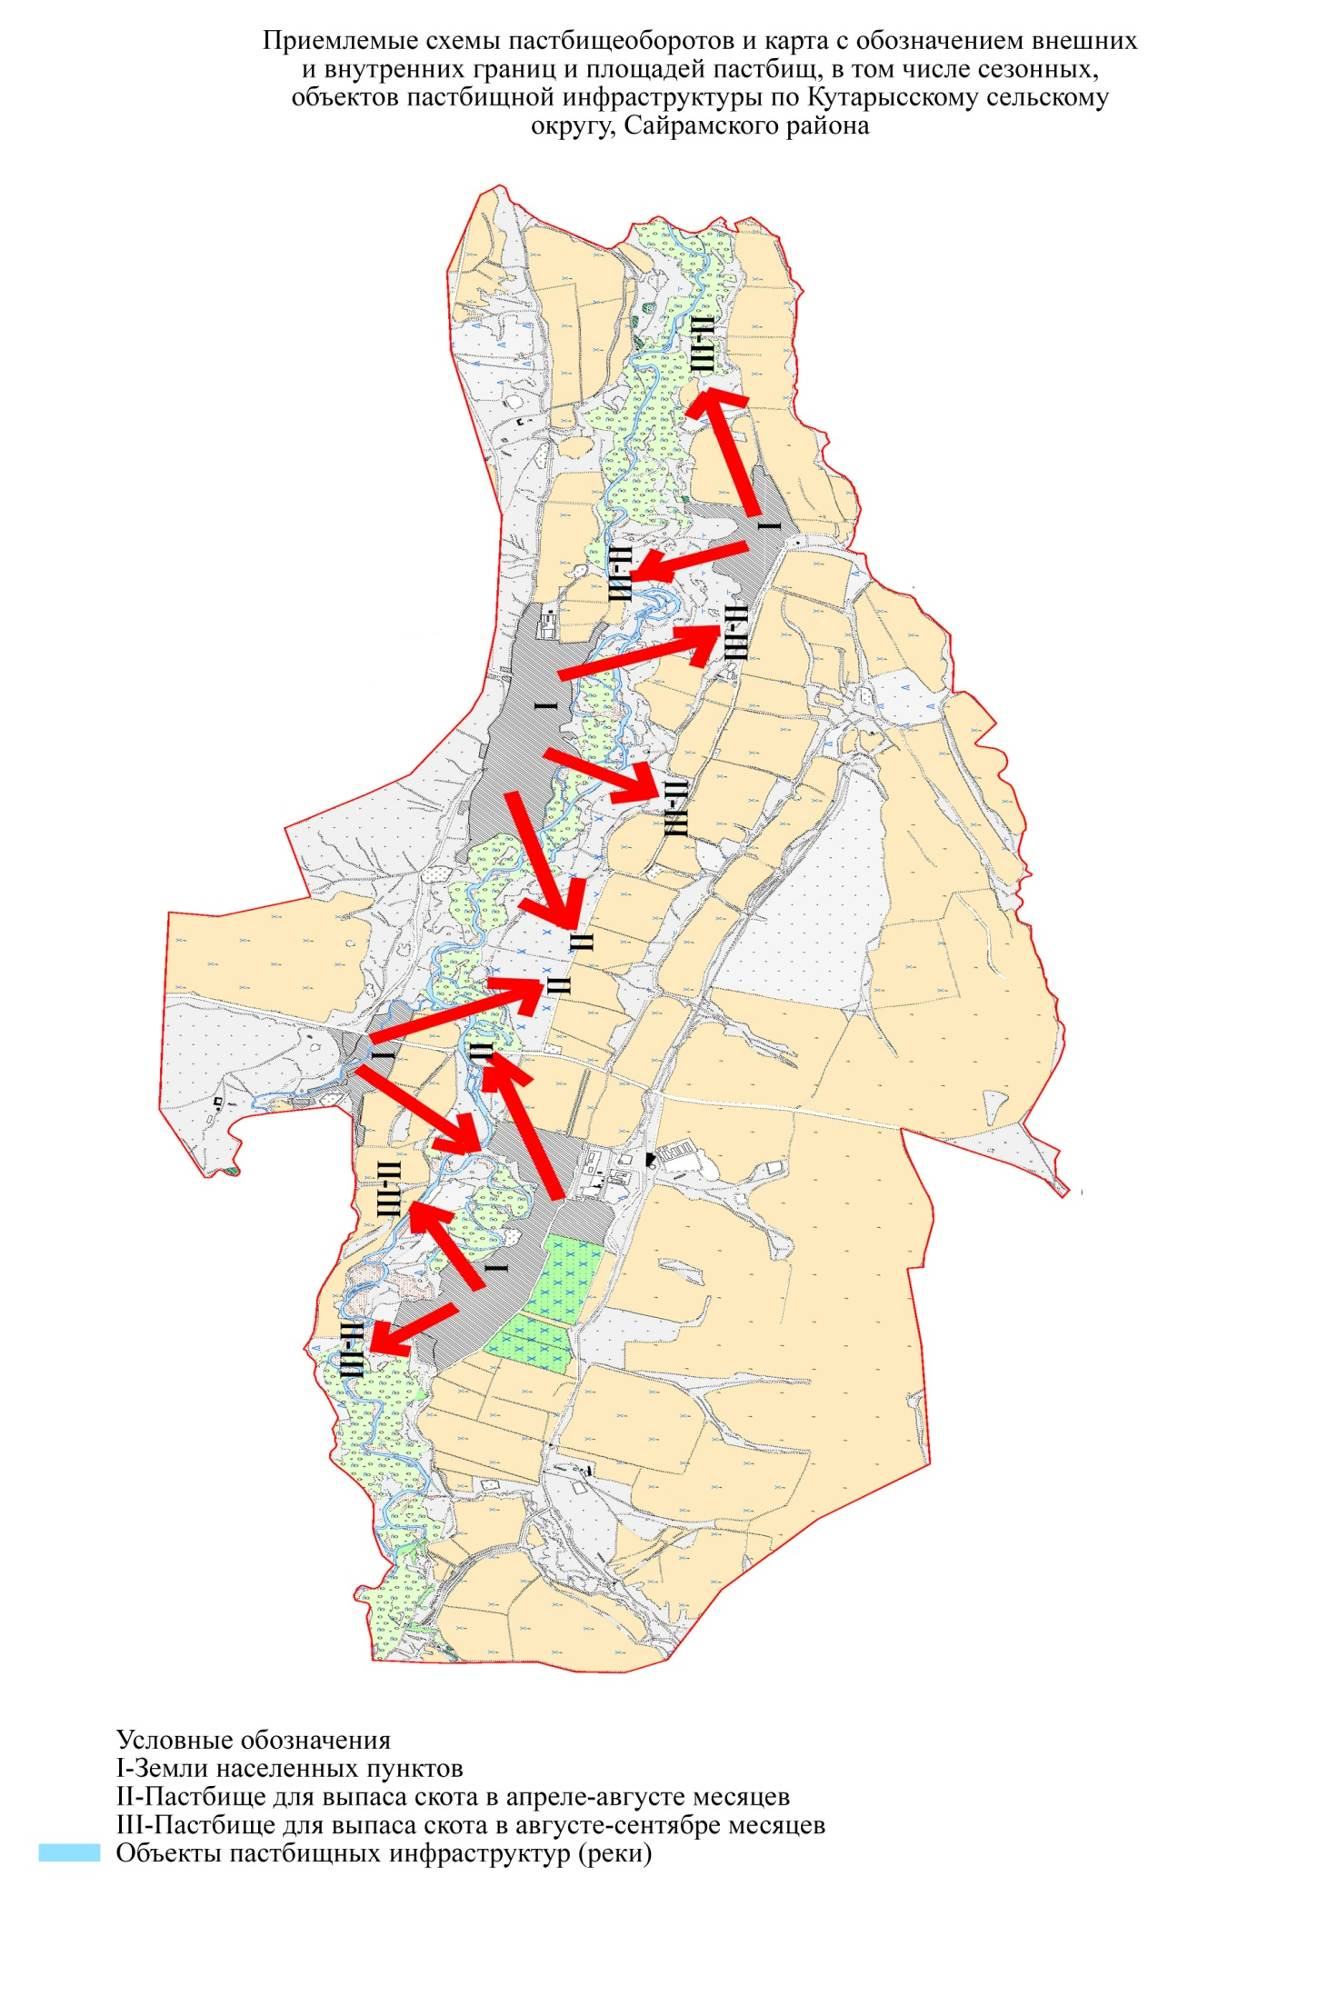 Приемлемые схемы пастбищеоборотов и карта с обозначением внешних
и внутренних границ и площадей пастбищ, в том числе сезонных,
объектов пастбищной инфраструктуры по Кутарысскому сельскому
округу, Сайрамского района
III-II
I
III-II
III-II
I
III-II
II
II
I
II
III-II
I
III-II
Условные обозначения
I-Земли населенных пунктов
II-Пастбище для выпаса скота в апреле-августе месяцев
III-Пастбище для выпаса скота в августе-сентябре месяцев
Объекты пастбищных инфраструктур (реки)